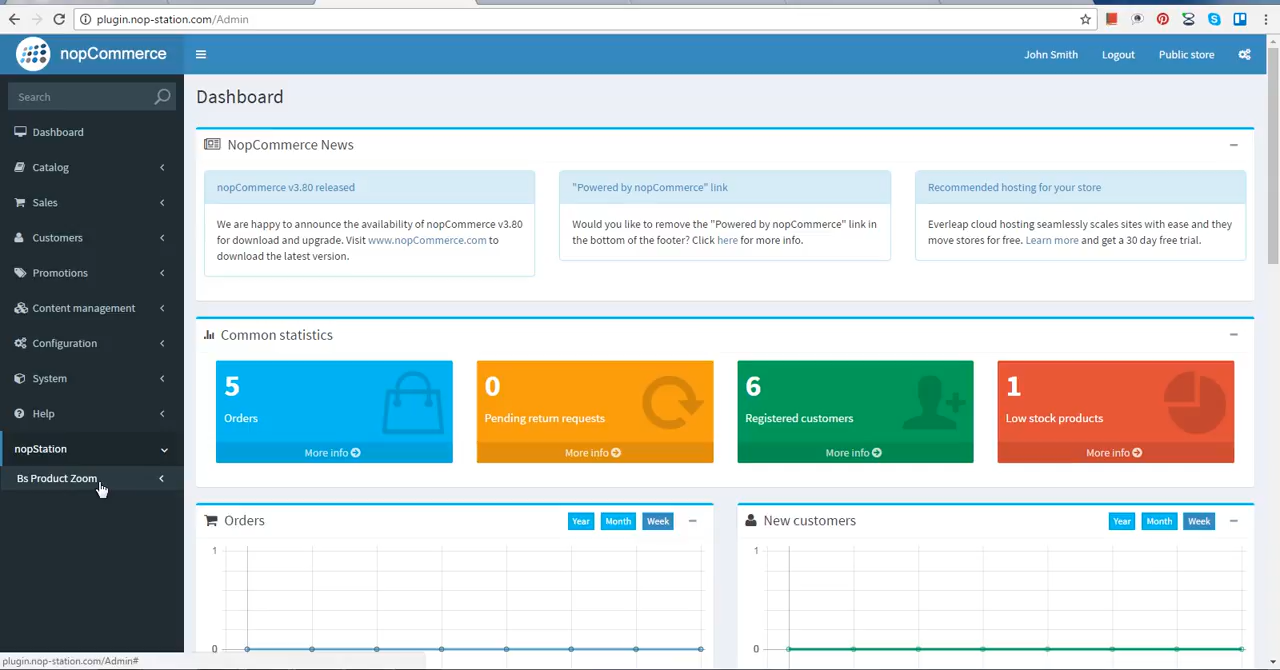 plugin.nop-station.com/Admin
nopCommerce
John Smith
Logout
Public store
Search
Dashboard
Catalog
Sales
Customers
Promotions
Content management
Configuration
System
Help
nopStation
Bs Product Zoom
Dashboard
NopCommerce News
nopCommerce v3.80 released
We are happy to announce the availability of nopCommerce v3.80
for download and upgrade. Visit www.nopCommerce.com to
download the latest version.
"Powered by nopCommerce" link
Would you like to remove the "Powered by nopCommerce" link in
the bottom of the footer? Click here for more info.
Recommended hosting for your store
Everleap cloud hosting seamlessly scales sites with ease and they
move stores for free. Learn more and get a 30 day free trial.
Common statistics
5
Orders
More info
0
Pending return requests
More info
6
Registered customers
More info
1
Low stock products
More info
Orders
Year
Month
Week
1
0
New customers
Year
Month
Week
1
0
plugin.nop-station.com/Admin#